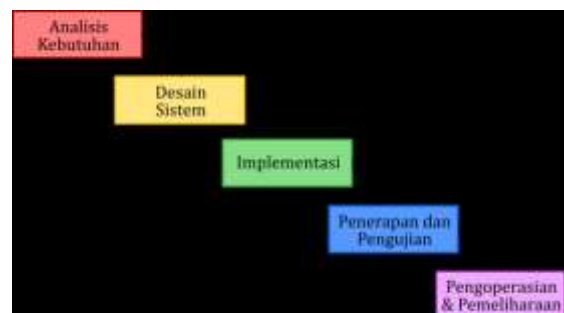 Analisis
Kebutuhan
Desain
Sistem
Implementasi
Penerapan dan
Pengujian
Pengoperasian
& Pemeliharaan